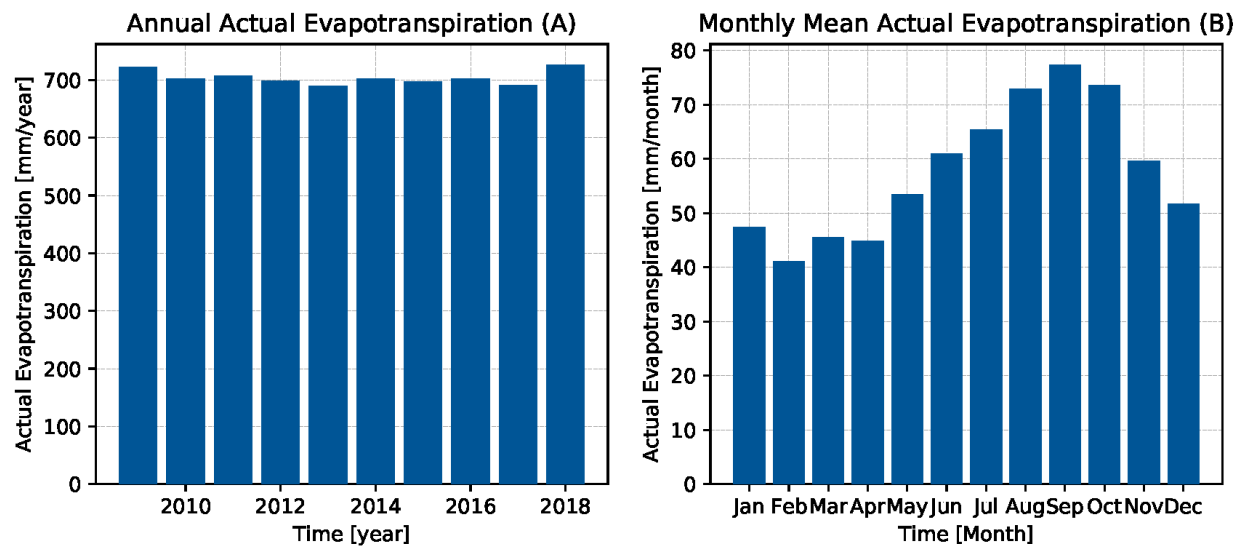 Annual Actual Evapotranspiration (A)
Actual Evapotranspiration [mm/year]
700
600
500
400
300
200
100
0
2010 2012 2014 2016 2018
Time [year]
Monthly Mean Actual Evapotranspiration (B)
Actual Evapotranspiration [mm/month]
80
70
60
50
40
30
20
10
0
Jan Feb Mar Apr May Jun Jul Aug Sep Oct Nov Dec
Time [Month]